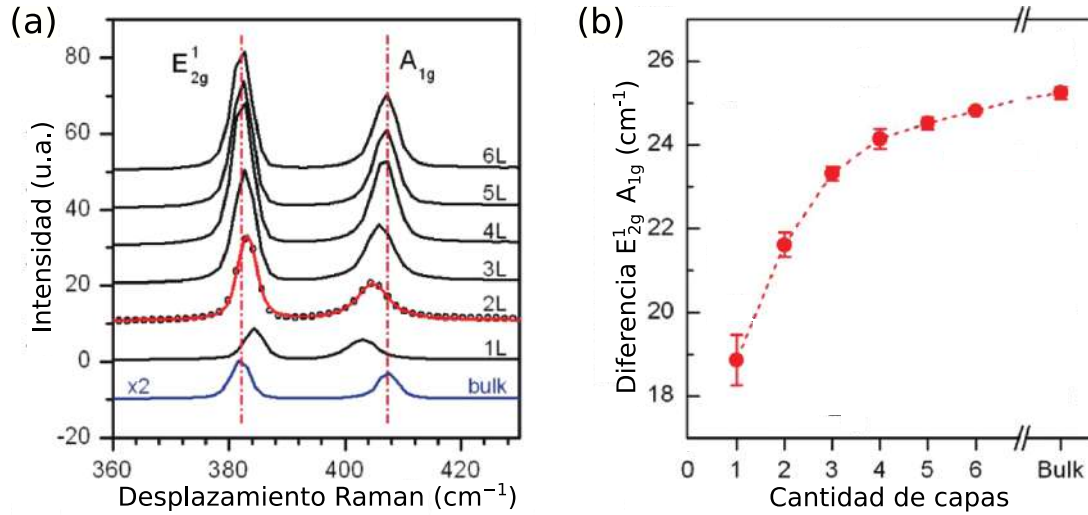 (a)
Intensidad (u.a.)
80
60
40
20
0
-20
E¹₂g
A₁g
6L
5L
4L
3L
2L
1L
x2
bulk
360
380
400
420
Desplazamiento Raman (cm⁻¹)
(b)
Diferencia E¹₂g A₁g (cm⁻¹)
26
24
22
20
18
0
1
2
3
4
5
6
Bulk
Cantidad de capas